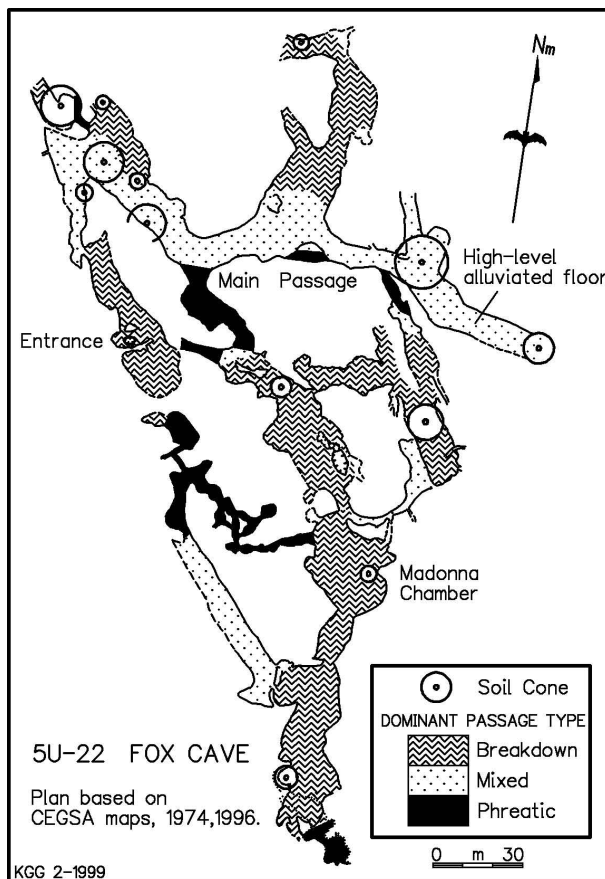 Nm
High-level
alluviated floor
Main Passage
Entrance
Madonna
Chamber
5U-22 FOX CAVE
Plan based on
CEGSA maps, 1974,1996.
KGG 2-1999
Soil Cone
DOMINANT PASSAGE TYPE
Breakdown
Mixed
Phreatic
0 m 30